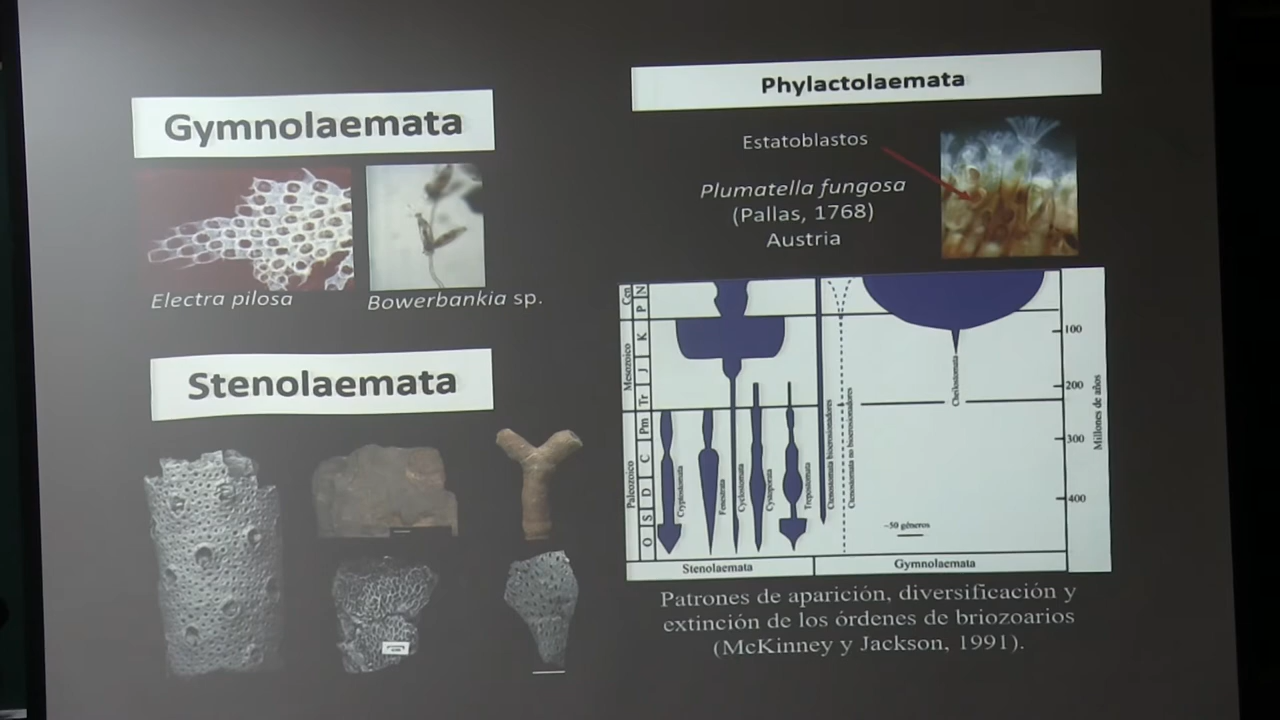 Gymnolaemata
Electra pilosa
Bowerbankia sp.
Stenolaemata
Phylactolaemata
Estatoblastos
Plumatella fungosa
(Pallas, 1768)
Austria
Cen
P N
Mesozoico
K
J
Tr
Paleozoico
Pm
C
D
S
O
Cryptostomata
Fenestrata
Cyclostomata
Cystoporata
Trepostomata
Ctenostomata bioerosionadores
Ctenostomata no bioerosionadores
Cheilostomata
~50 géneros
100
200
300
400
Millones de años
Stenolaemata
Gymnolaemata
Patrones de aparición, diversificación y
extinción de los órdenes de briozoarios
(McKinney y Jackson, 1991).